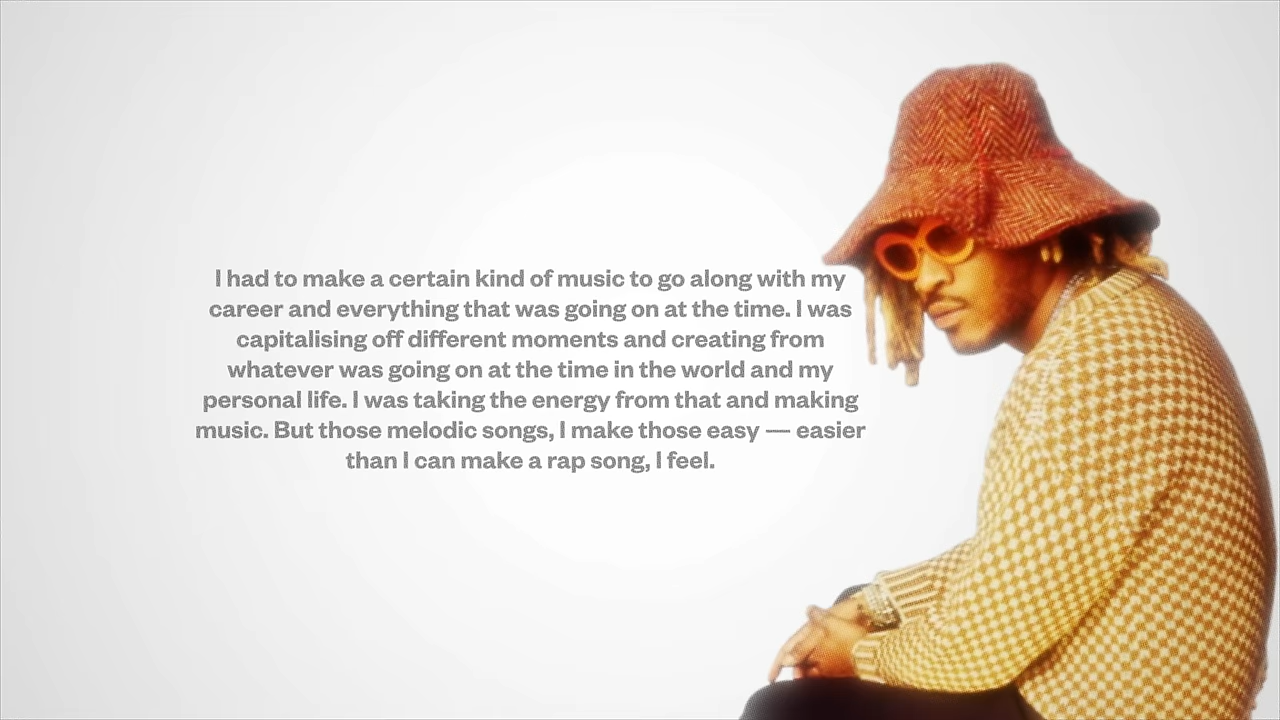 I had to make a certain kind of music to go along with my
career and everything that was going on at the time. I was
capitalising off different moments and creating from
whatever was going on at the time in the world and my
personal life. I was taking the energy from that and making
music. But those melodic songs, I make those easy — easier
than I can make a rap song, I feel.